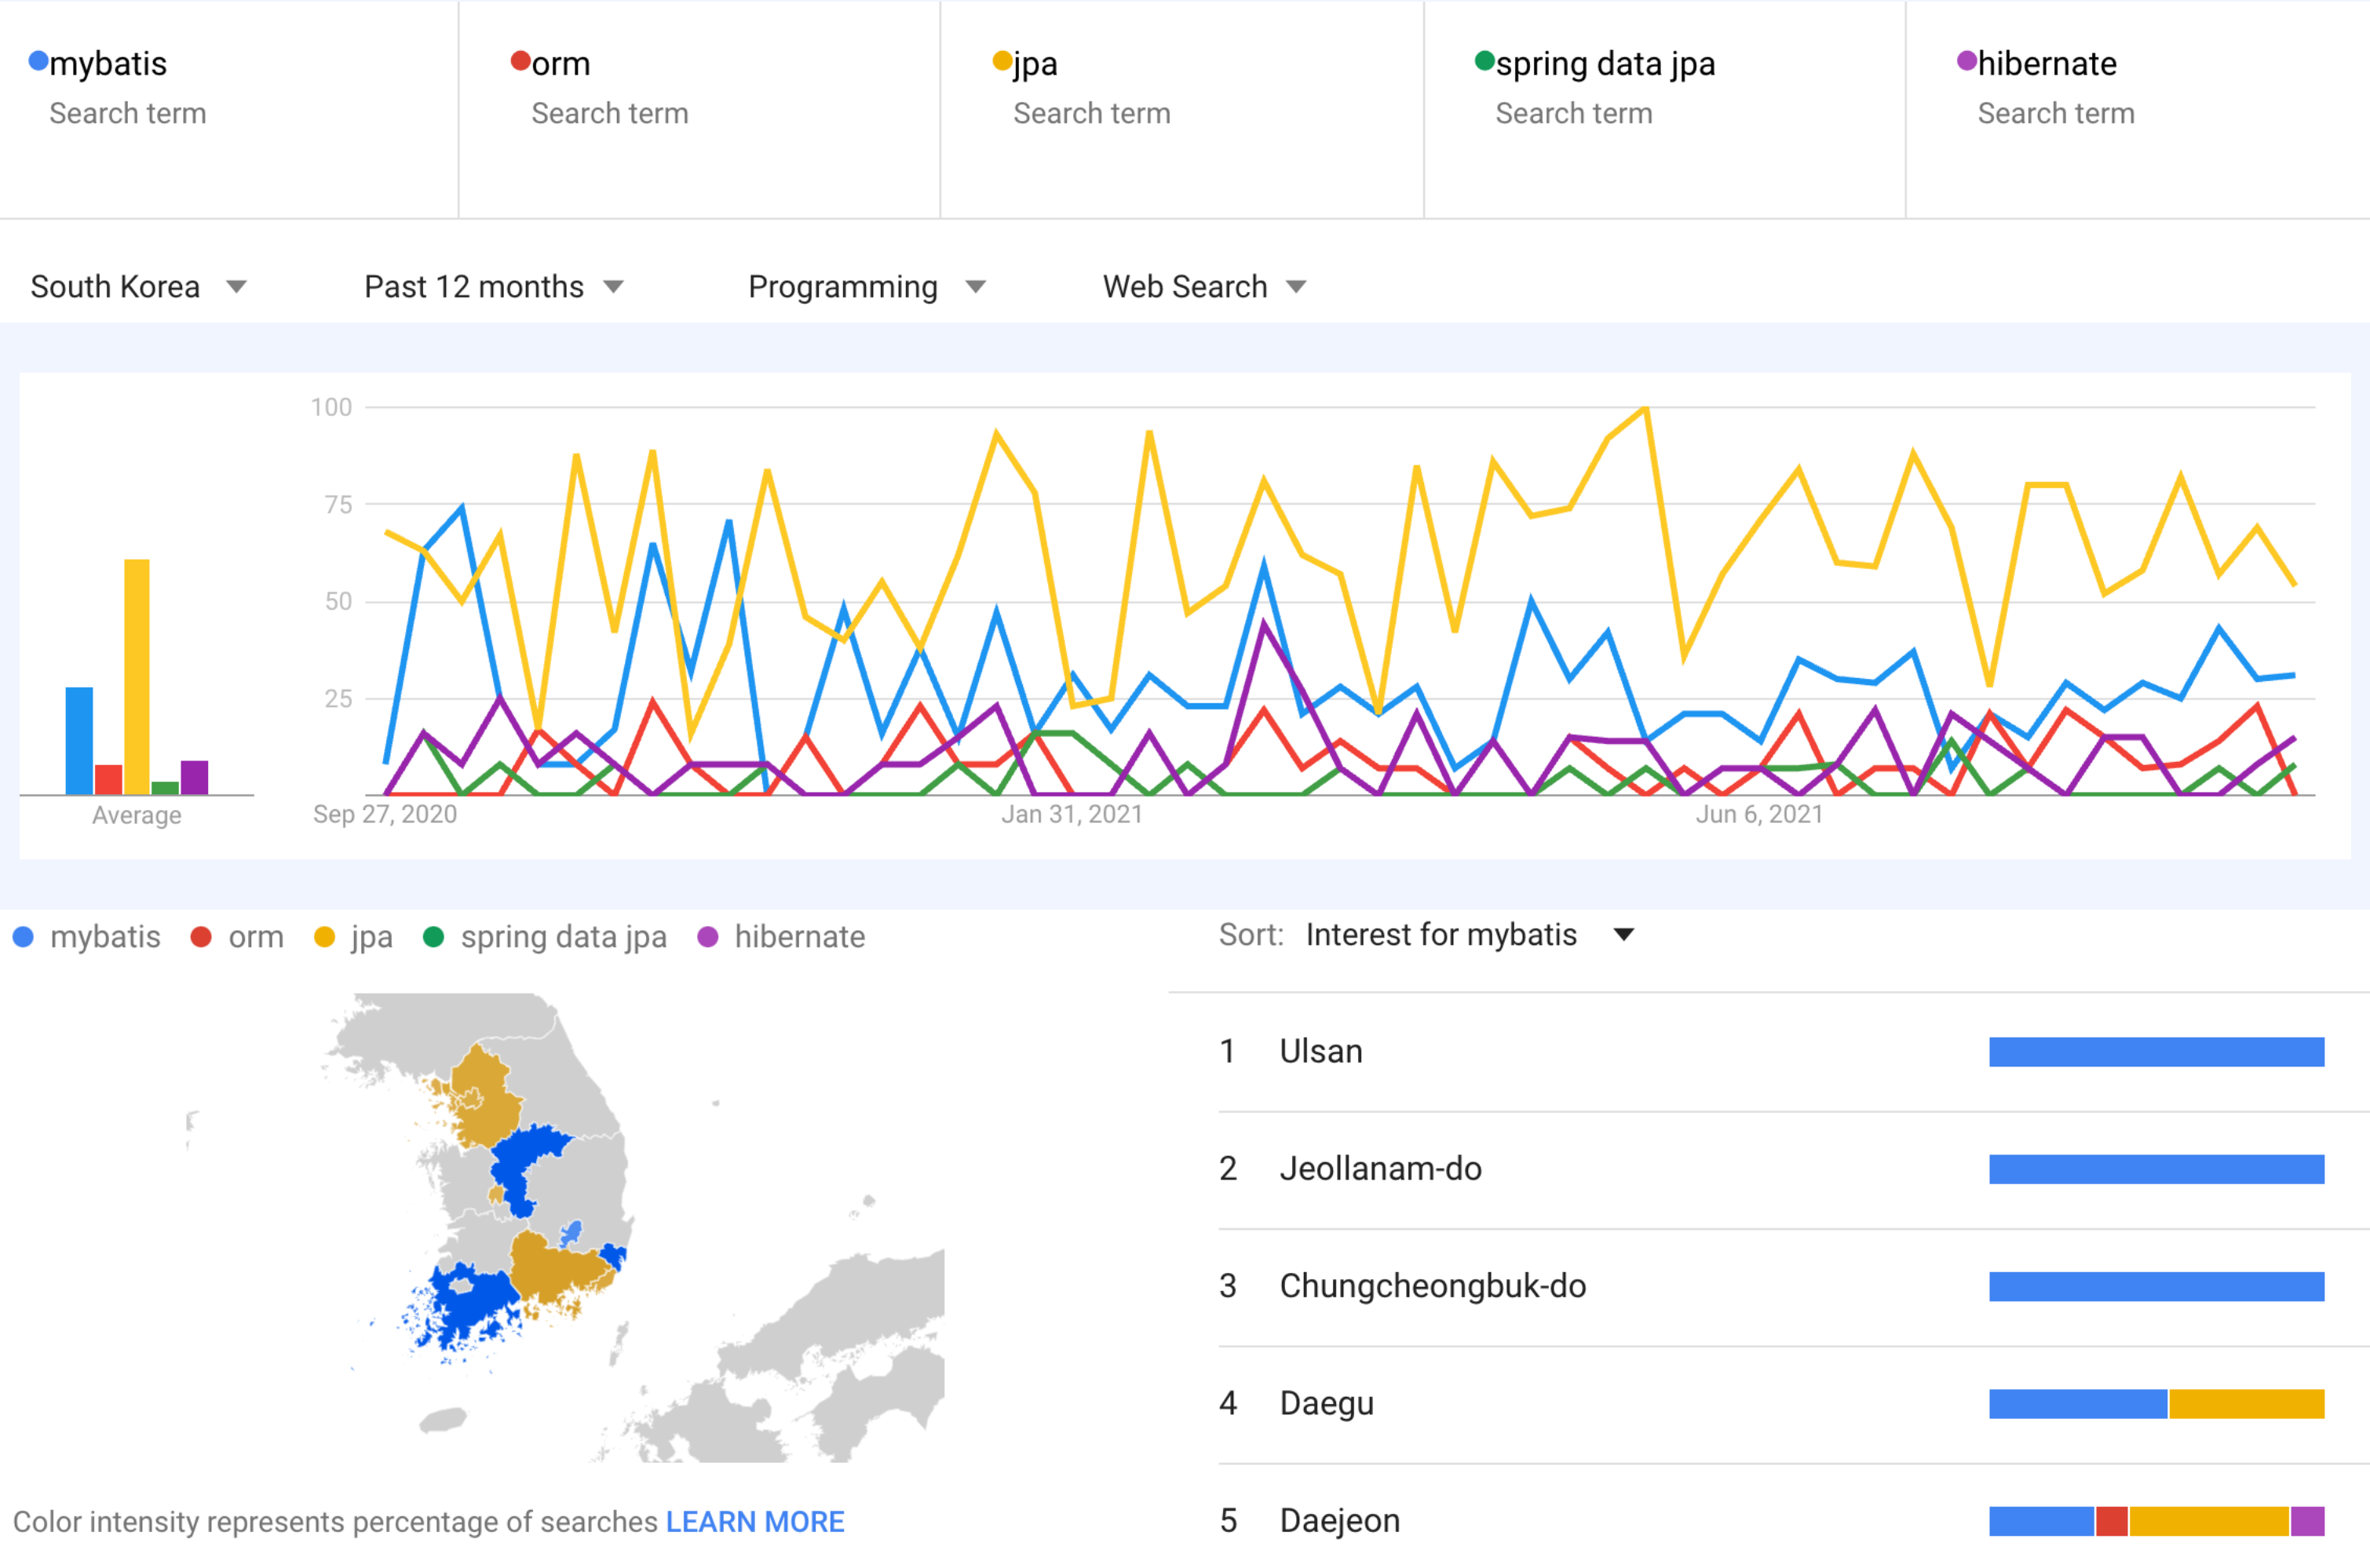 mybatis
Search term
orm
Search term
jpa
Search term
spring data jpa
Search term
hibernate
Search term
South Korea
Past 12 months
Programming
Web Search
100
75
50
25
Average
Sep 27, 2020
Jan 31, 2021
Jun 6, 2021
mybatis
orm
jpa
spring data jpa
hibernate
Sort: Interest for mybatis
1 Ulsan
2 Jeollanam-do
3 Chungcheongbuk-do
4 Daegu
5 Daejeon
Color intensity represents percentage of searches LEARN MORE